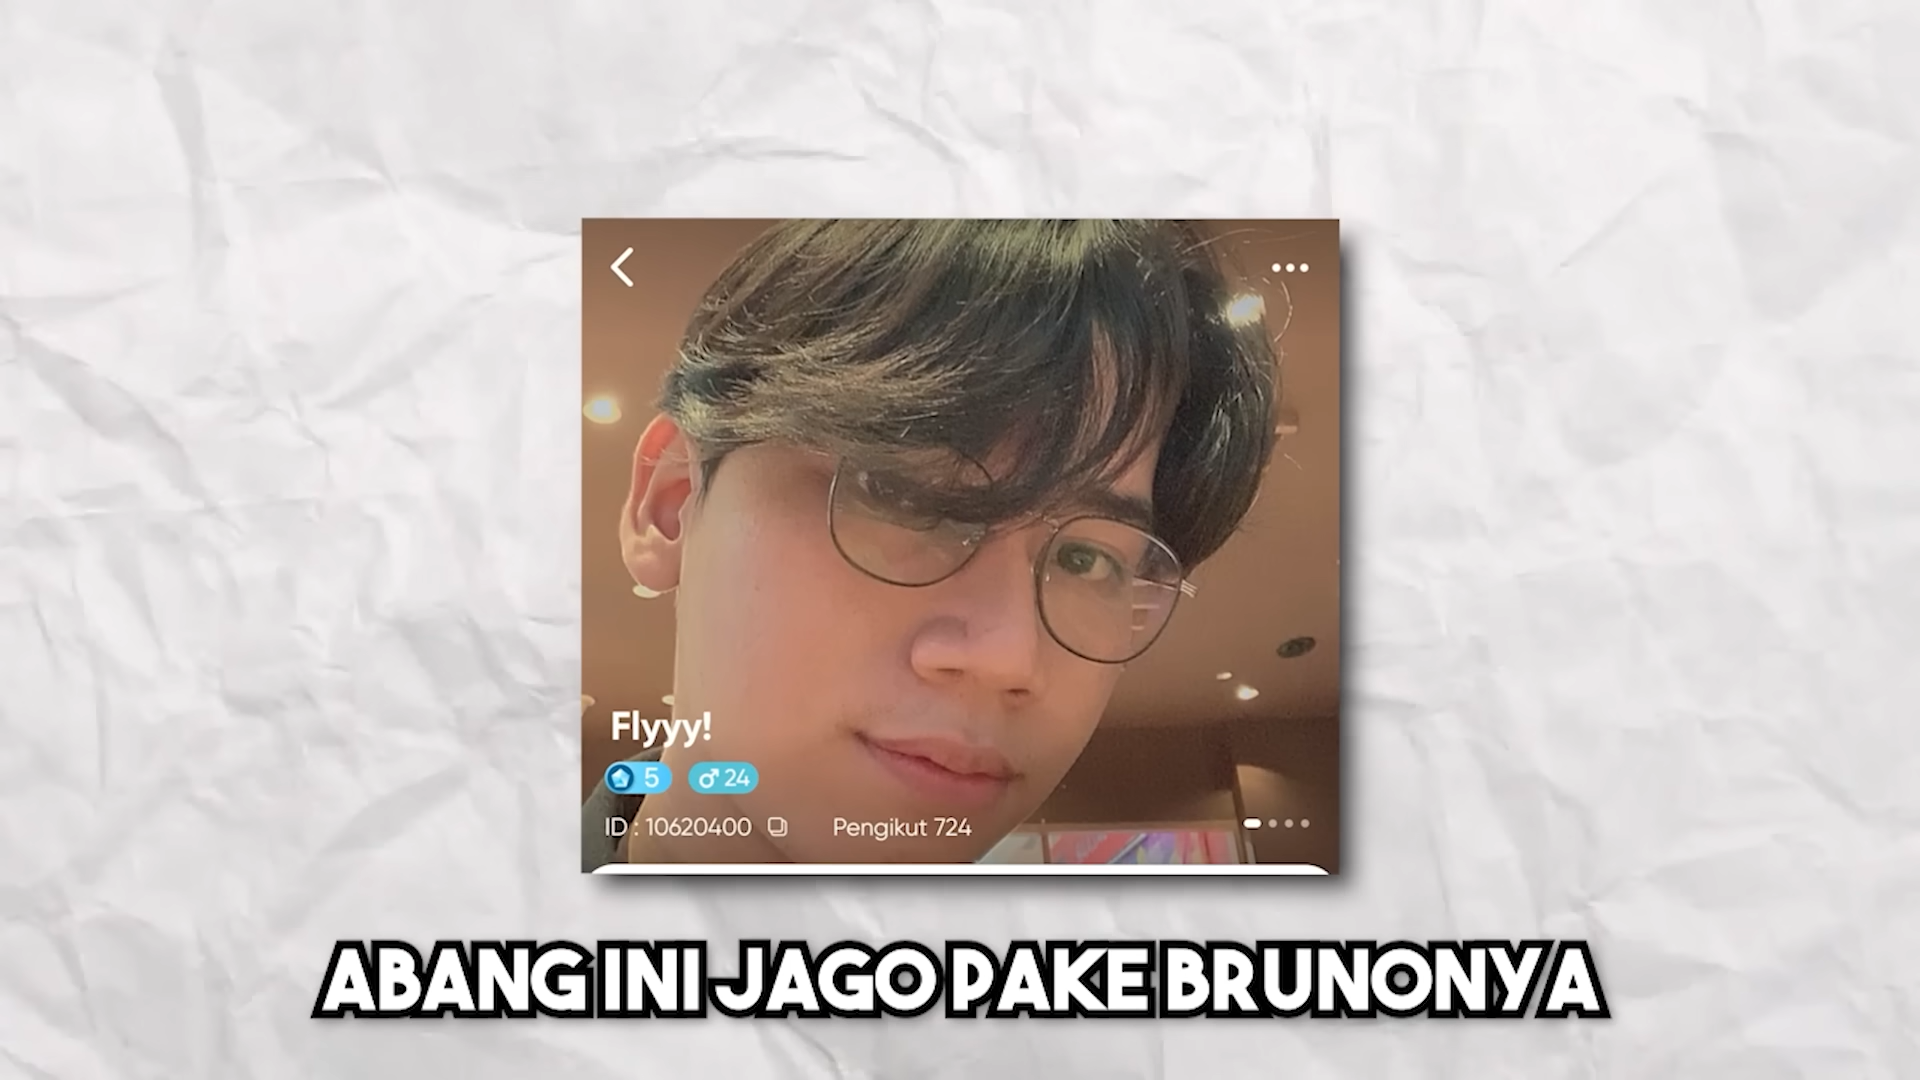 Flyyy!
5 ♂ 24
ID : 10620400 Pengikut 724
ABANG INI JAGO PAKE BRUNONYA